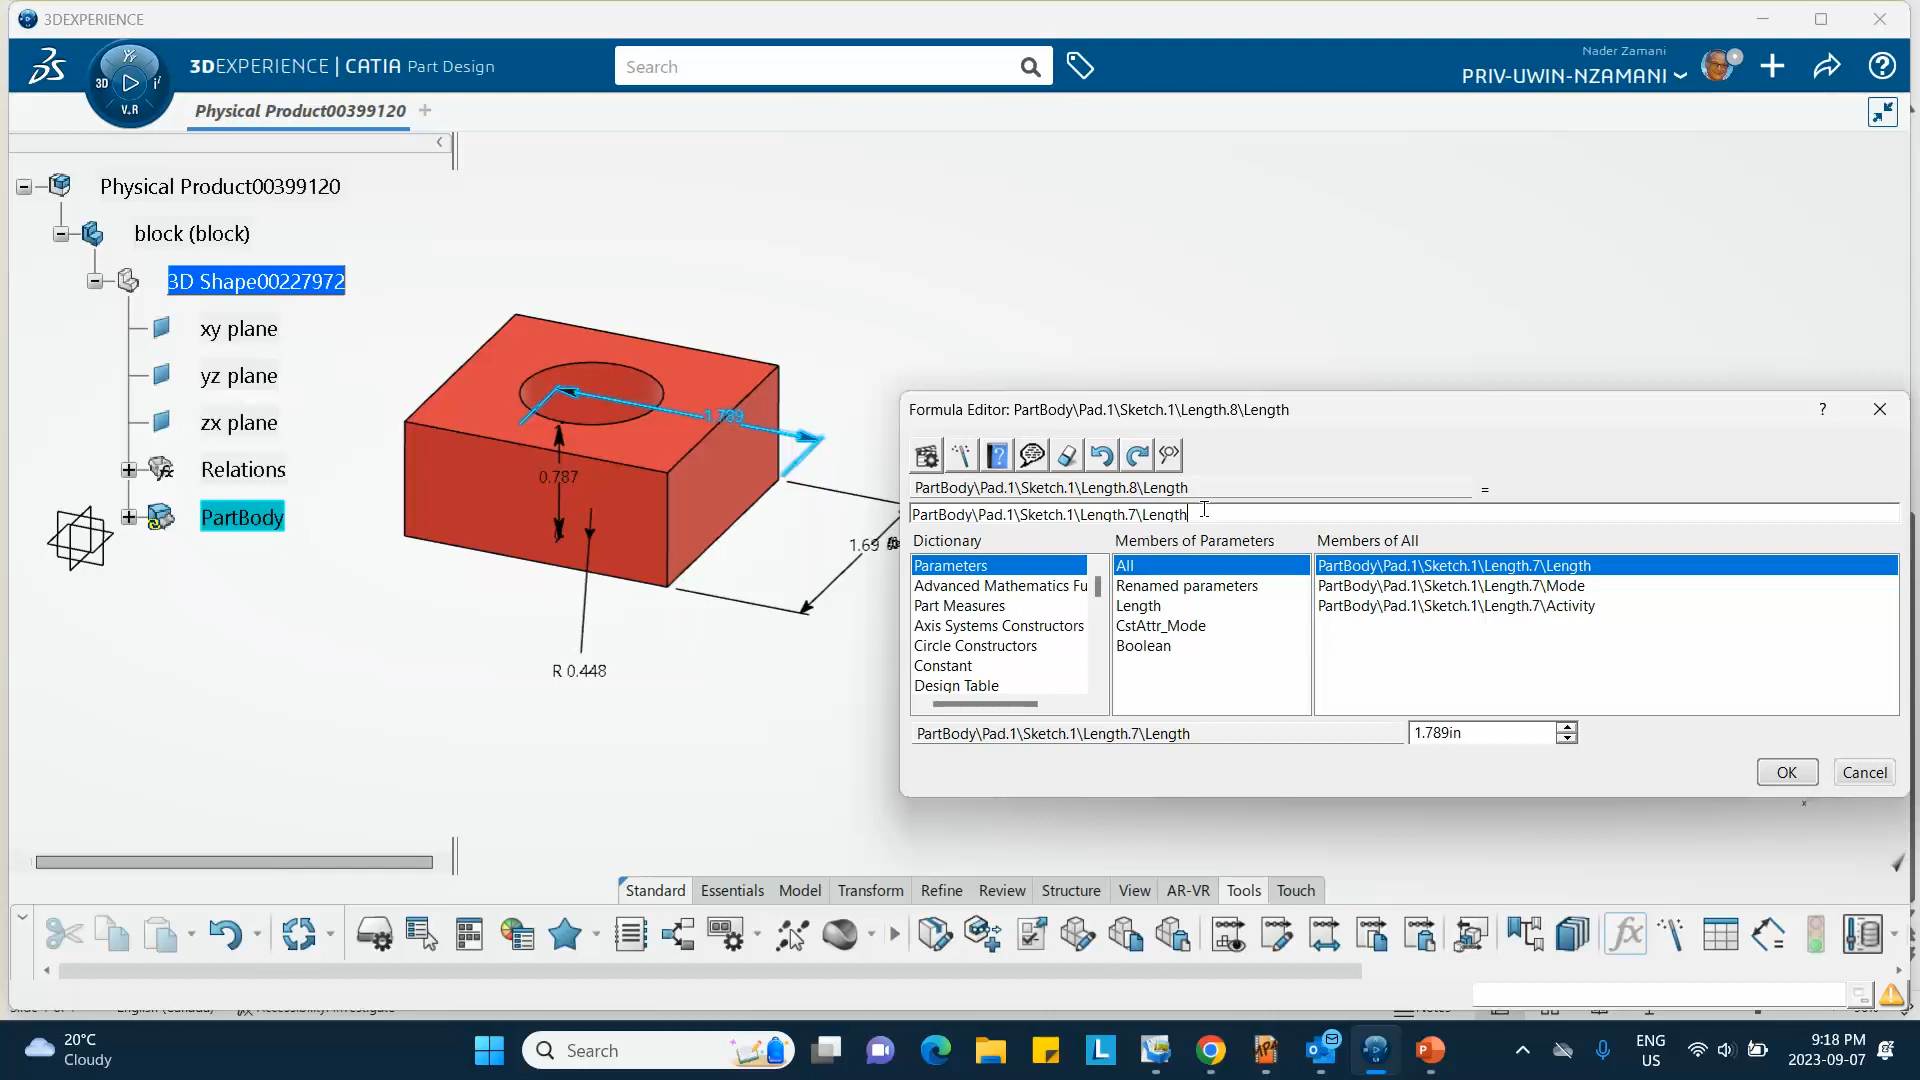 3DEXPERIENCE
3DEXPERIENCE | CATIA Part Design
Search
Nader Zamani
PRIV-UWIN-NZAMANI
3D
V.R
Physical Product00399120 +
Physical Product00399120
block (block)
3D Shape00227972
xy plane
yz plane
zx plane
Relations
PartBody
1.789
0.787
1.69
R 0.448
Formula Editor: PartBody\Pad.1\Sketch.1\Length.8\Length
?
PartBody\Pad.1\Sketch.1\Length.8\Length =
PartBody\Pad.1\Sketch.1\Length.7\Length
Dictionary
Parameters
Advanced Mathematics Fu
Part Measures
Axis Systems Constructors
Circle Constructors
Constant
Design Table
Members of Parameters
All
Renamed parameters
Length
CstAttr_Mode
Boolean
Members of All
PartBody\Pad.1\Sketch.1\Length.7\Length
PartBody\Pad.1\Sketch.1\Length.7\Mode
PartBody\Pad.1\Sketch.1\Length.7\Activity
PartBody\Pad.1\Sketch.1\Length.7\Length
1.789in
OK Cancel
Standard Essentials Model Transform Refine Review Structure View AR-VR Tools Touch
20°C
Cloudy
Search
ENG
US
9:18 PM
2023-09-07